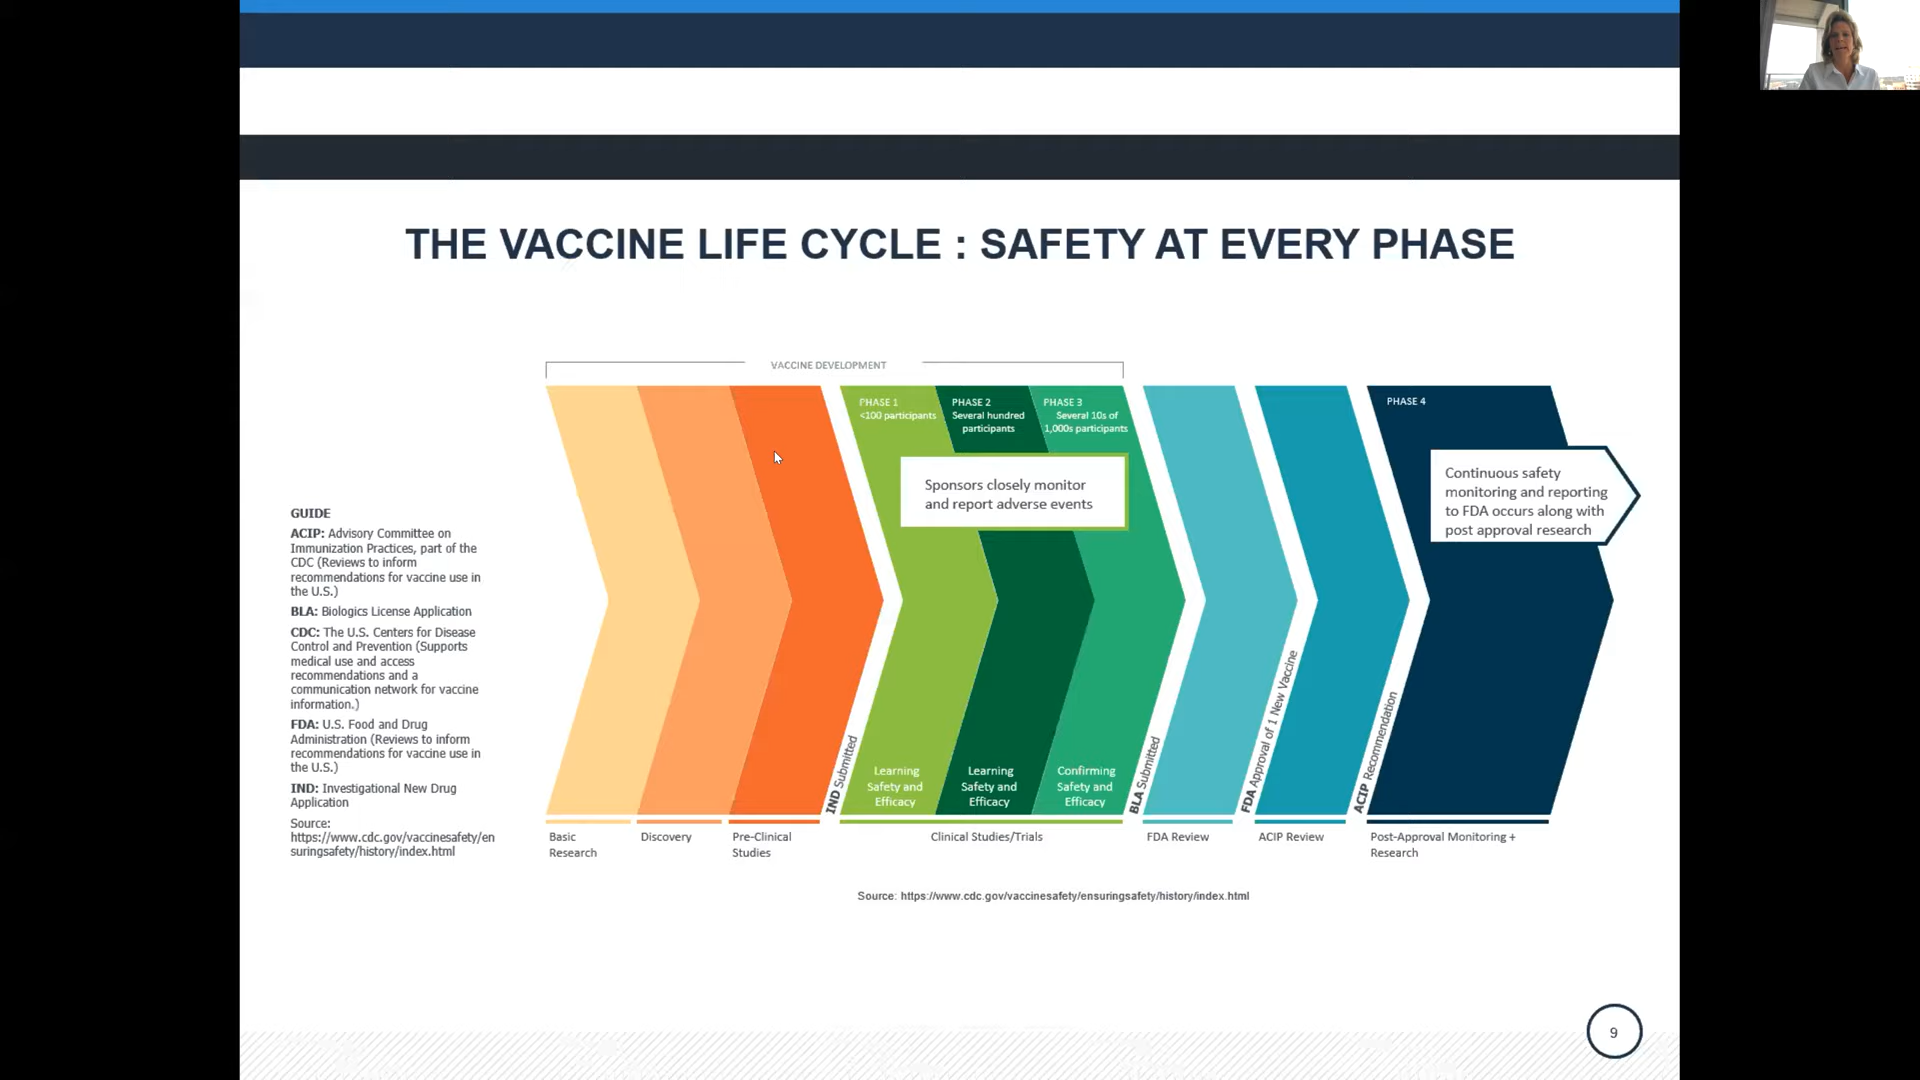 THE VACCINE LIFE CYCLE : SAFETY AT EVERY PHASE
GUIDE
ACIP: Advisory Committee on
Immunization Practices, part of the
CDC (Reviews to inform
recommendations for vaccine use in
the U.S.)
BLA: Biologics License Application
CDC: The U.S. Centers for Disease
Control and Prevention (Supports
medical use and access
recommendations and a
communication network for vaccine
information.)
FDA: U.S. Food and Drug
Administration (Reviews to inform
recommendations for vaccine use in
the U.S.)
IND: Investigational New Drug
Application
Source:
https://www.cdc.gov/vaccinesafety/en
suringsafety/history/index.html
VACCINE DEVELOPMENT
PHASE 1
<100 participants
PHASE 2
Several hundred
participants
PHASE 3
Several 10s of
1,000s participants
PHASE 4
Sponsors closely monitor
and report adverse events
Continuous safety
monitoring and reporting
to FDA occurs along with
post approval research
IND Submitted
Learning
Safety and
Efficacy
Learning
Safety and
Efficacy
Confirming
Safety and
Efficacy
BLA Submitted
FDA Approval of 1 New Vaccine
ACIP Recommendation
Basic
Research
Discovery
Pre-Clinical
Studies
Clinical Studies/Trials
FDA Review
ACIP Review
Post-Approval Monitoring +
Research
Source: https://www.cdc.gov/vaccinesafety/ensuringsafety/history/index.html
9